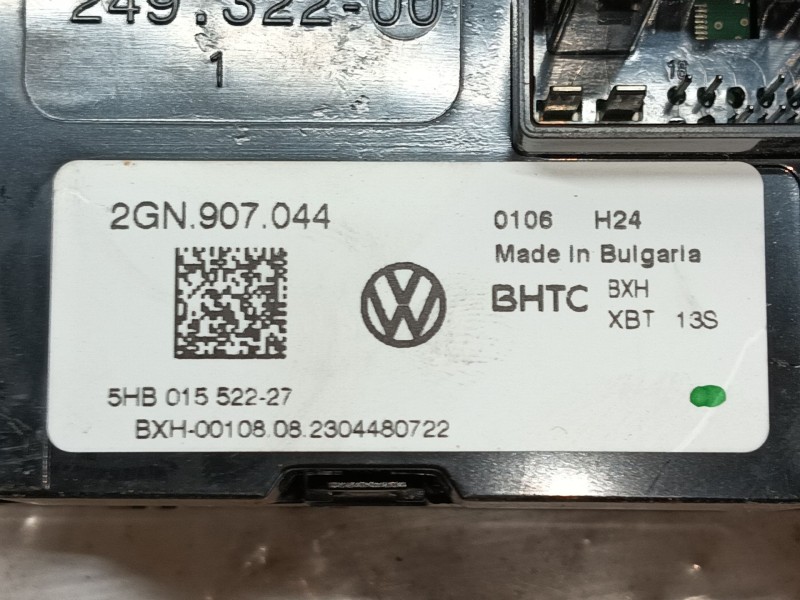 249.322-00
1
16
2GN.907.044
0106 H24
Made in Bulgaria
BHTC BXH
XBT 13S
5HB 015 522-27
BXH-00108.08.2304480722